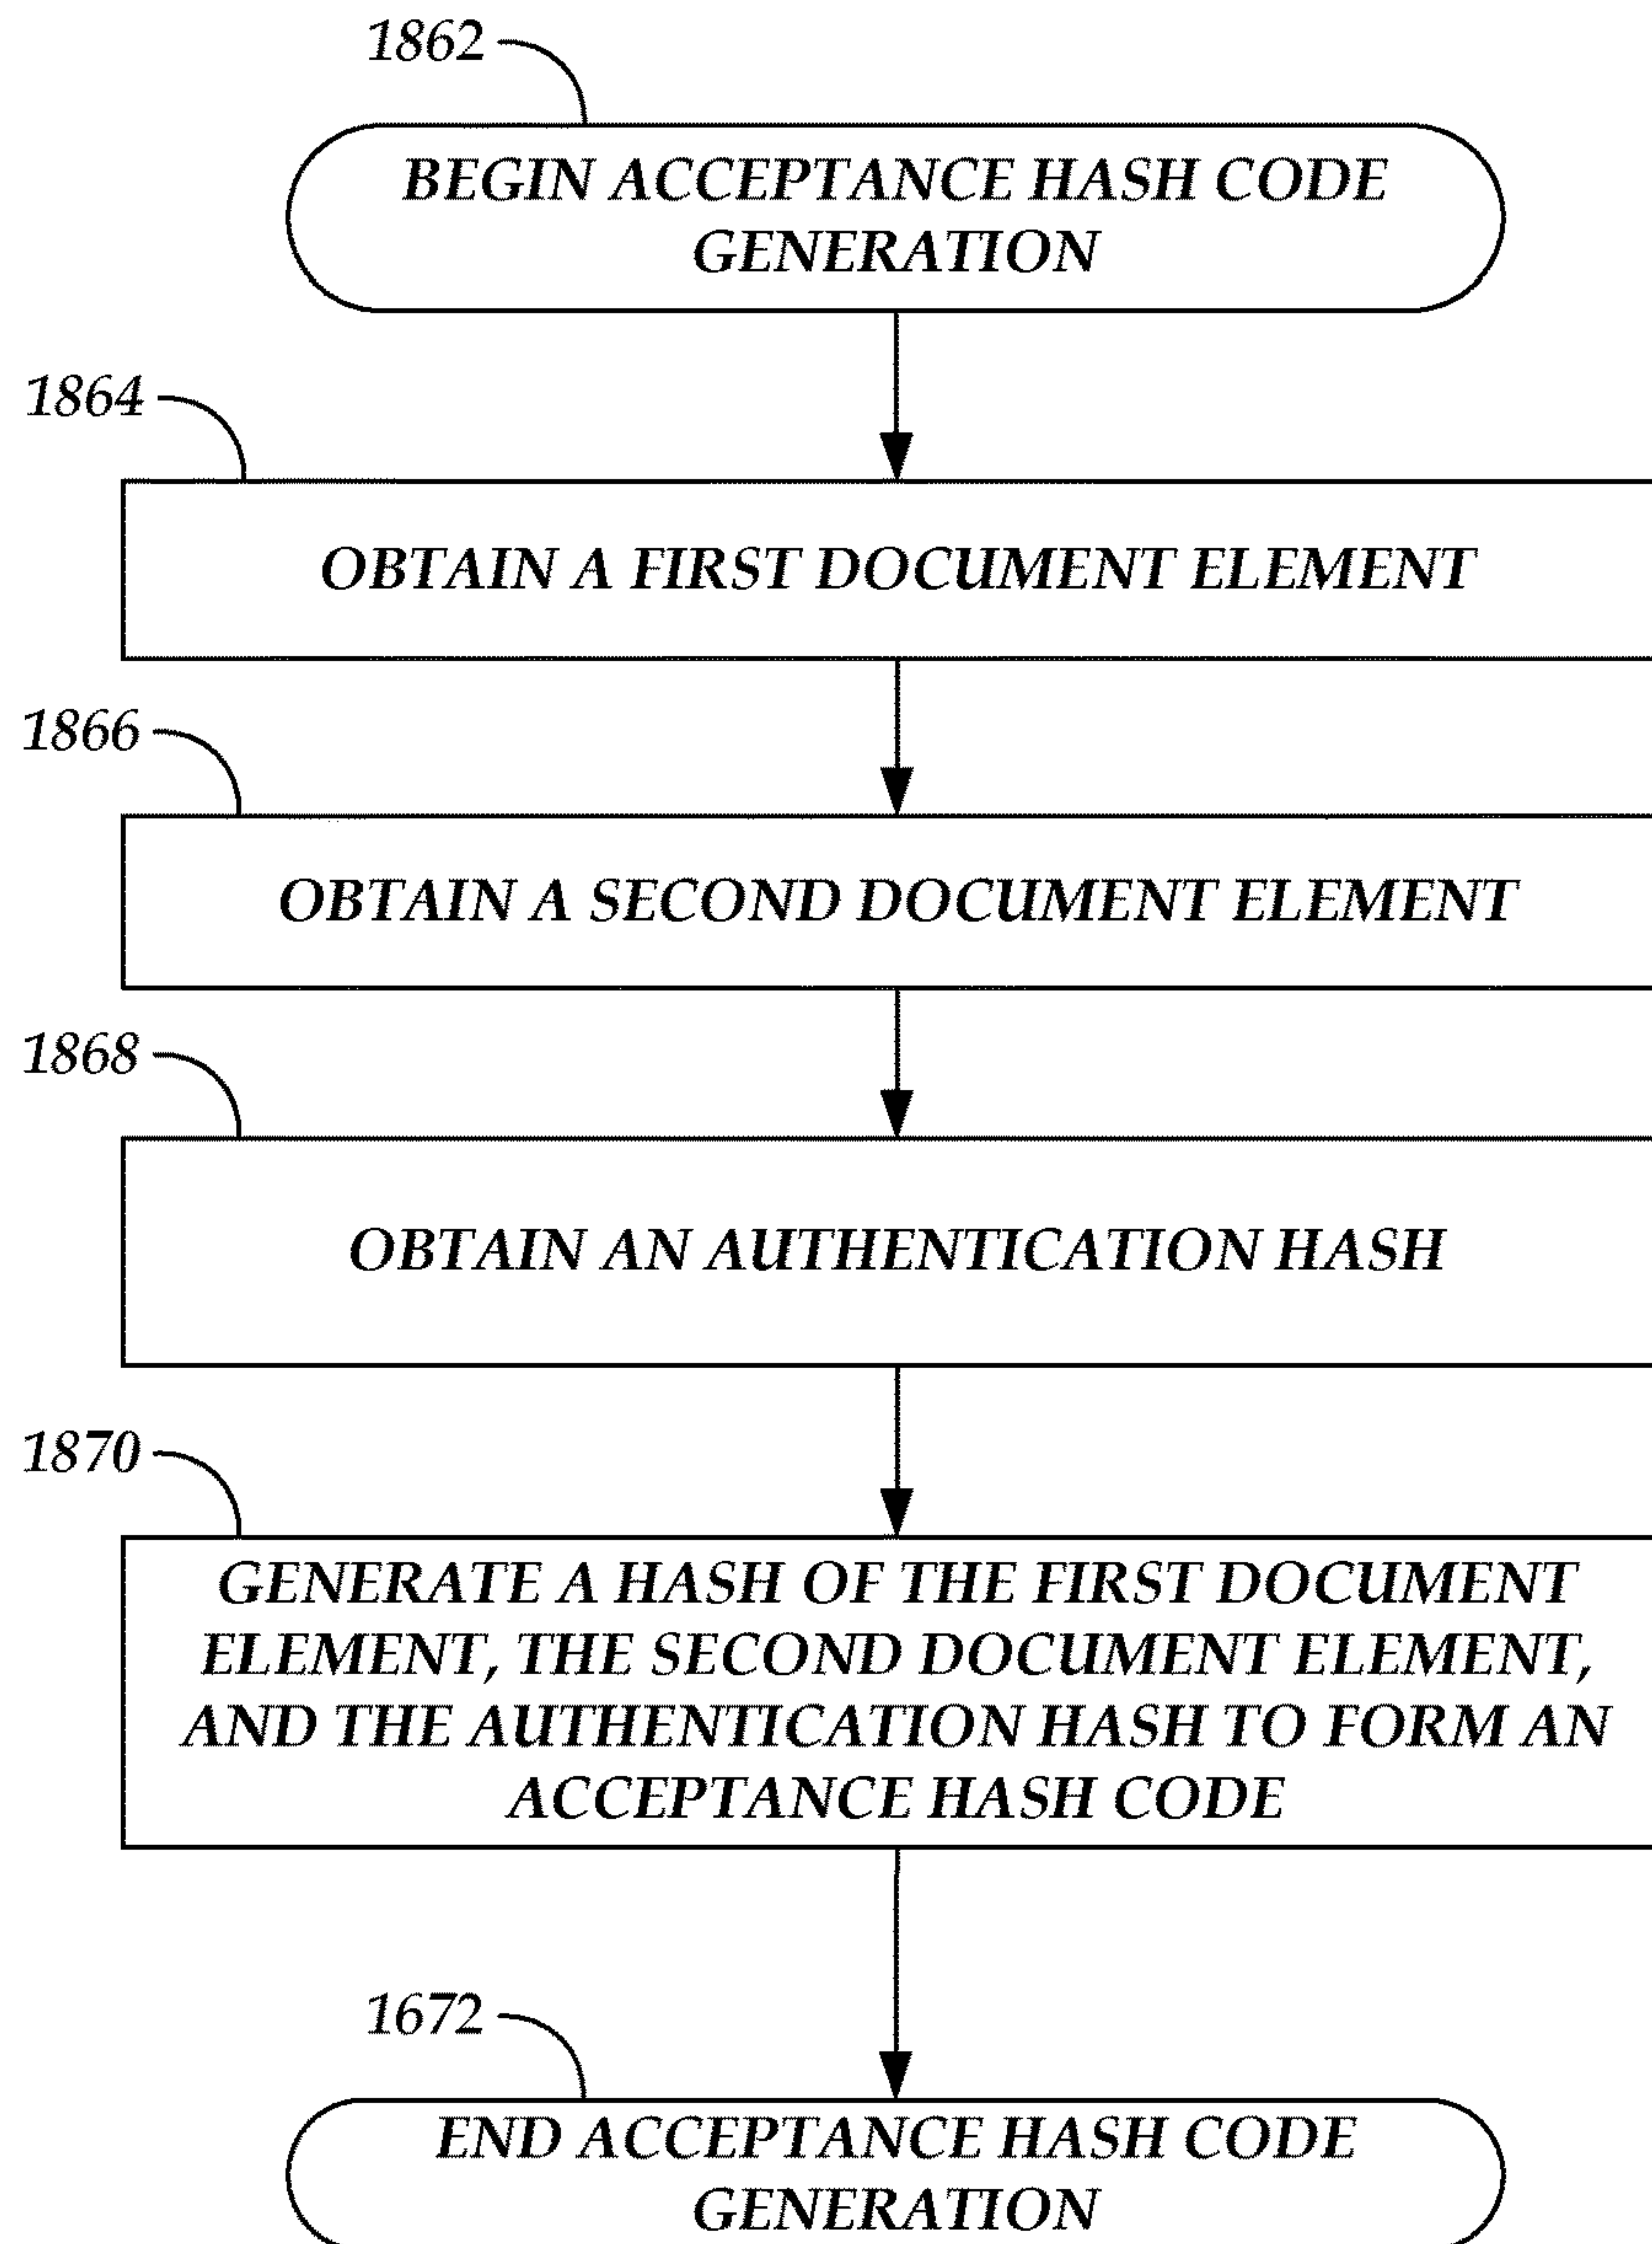 1862
BEGIN ACCEPTANCE HASH CODE
GENERATION
1864
OBTAIN A FIRST DOCUMENT ELEMENT
1866
OBTAIN A SECOND DOCUMENT ELEMENT
1868
OBTAIN AN AUTHENTICATION HASH
1870
GENERATE A HASH OF THE FIRST DOCUMENT
ELEMENT, THE SECOND DOCUMENT ELEMENT,
AND THE AUTHENTICATION HASH TO FORM AN
ACCEPTANCE HASH CODE
1672
END ACCEPTANCE HASH CODE
GENERATION